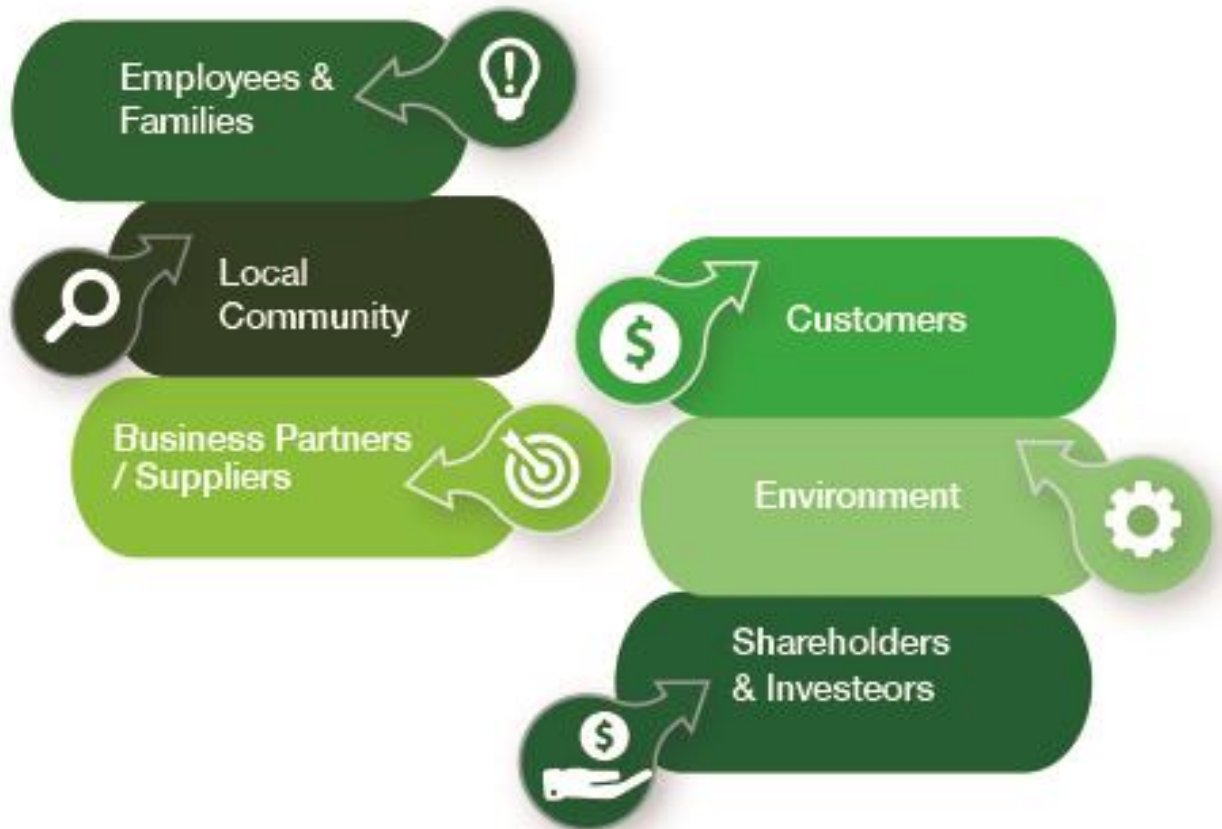 Employees &
Families
Local
Community
Business Partners
/ Suppliers
Customers
Environment
Shareholders
& Investeors